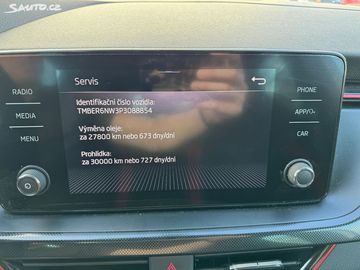 SAUTO.CZ
Servis
RADIO
MEDIA
MENU
PHONE
APP/
CAR
Identifikační číslo vozidla:
TMBER6NW3P3088854
Výměna oleje:
za 27800 km nebo 673 dny/dní
Prohlídka:
za 30000 km nebo 727 dny/dní